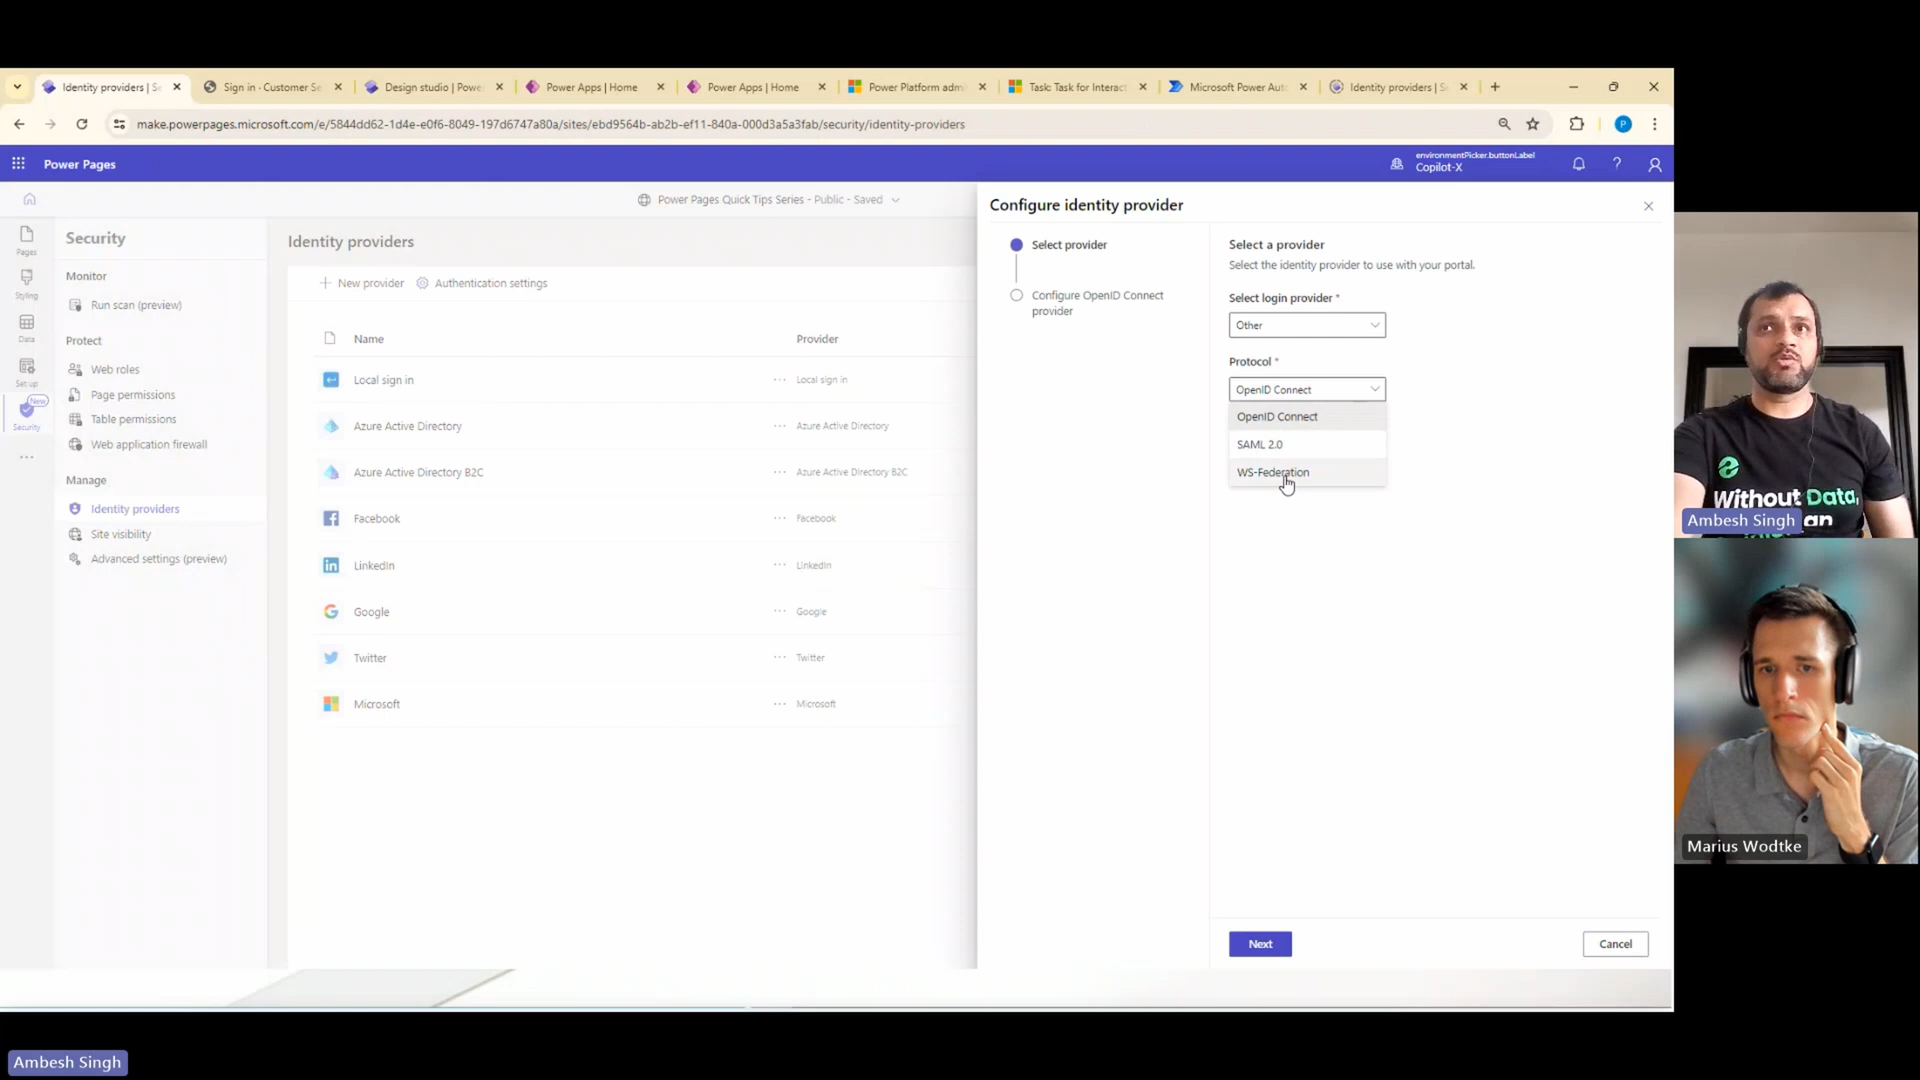 Identity providers | Se
Sign in - Customer Se
Design studio | Powe
Power Apps | Home
Power Apps | Home
Power Platform adm
Task: Task for Interact
Microsoft Power Auto
Identity providers | S
make.powerpages.microsoft.com/e/5844dd62-1d4e-e0f6-8049-197d6747a80a/sites/ebd9564b-ab2b-ef11-840a-000d3a5a3fab/security/identity-providers
P
Power Pages
environmentPicker.buttonLabel
Copilot-X
?
Power Pages Quick Tips Series - Public - Saved
Configure identity provider
Pages
Styling
Data
Set up
New
Security
Security
Monitor
Run scan (preview)
Protect
Web roles
Page permissions
Table permissions
Web application firewall
Manage
Identity providers
Site visibility
Advanced settings (preview)
Identity providers
+ New provider
Authentication settings
Name
Provider
Local sign in
Local sign in
Azure Active Directory
Azure Active Directory
Azure Active Directory B2C
Azure Active Directory B2C
Facebook
Facebook
LinkedIn
LinkedIn
Google
Google
Twitter
Twitter
Microsoft
Microsoft
Select provider
Configure OpenID Connect
provider
Select a provider
Select the identity provider to use with your portal.
Select login provider *
Other
Protocol *
OpenID Connect
OpenID Connect
SAML 2.0
WS-Federation
Next
Cancel
Without Data,
an
Ambesh Singh
Marius Wodtke
Ambesh Singh